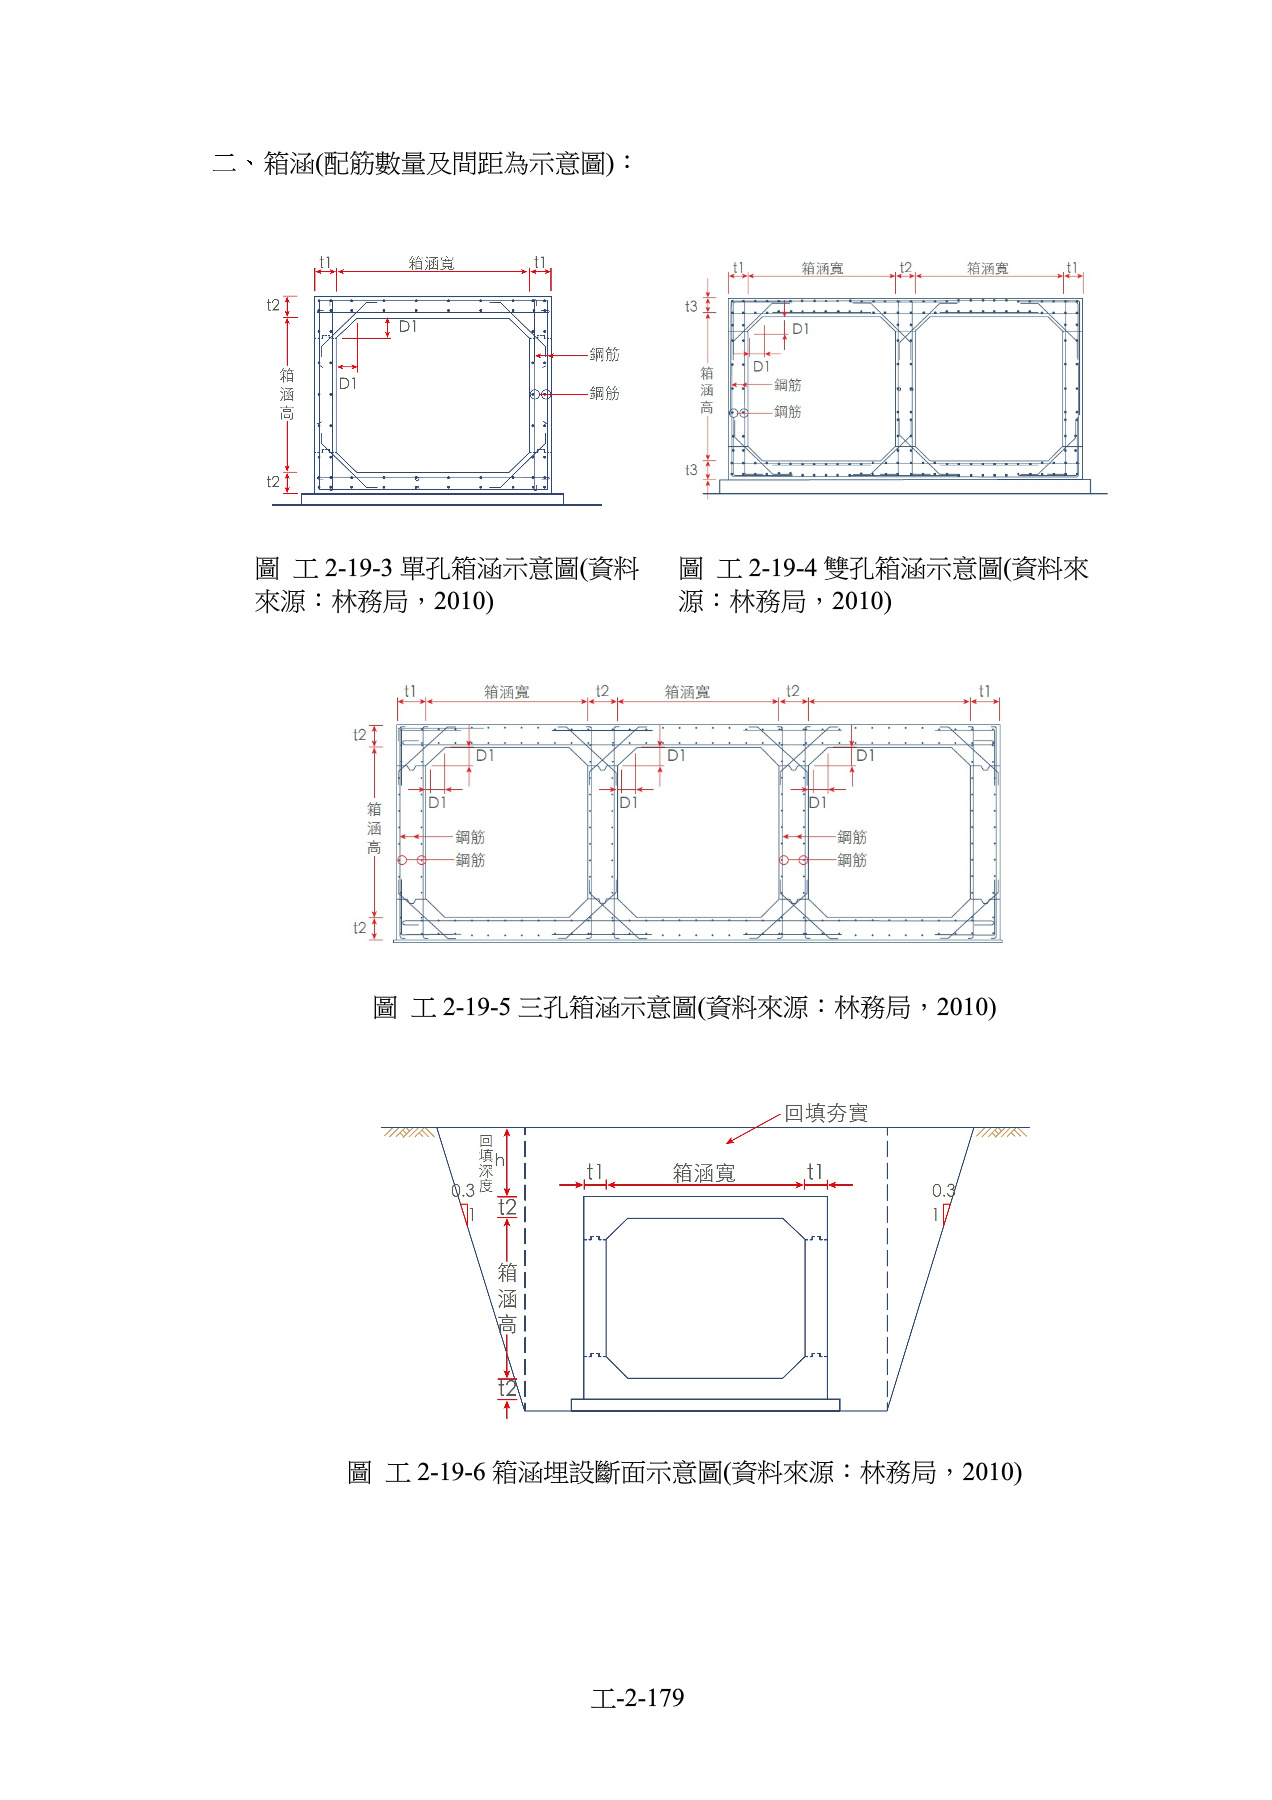 二、箱涵(配筋數量及間距為示意圖)：
t1 箱涵寬 t1
t2
D1
鋼筋
箱涵高
D1
鋼筋
t2
t1 箱涵寬 t2 箱涵寬 t1
t3
D1
D1
箱涵高
鋼筋
鋼筋
t3
圖 工 2-19-3 單孔箱涵示意圖(資料
來源：林務局，2010)
圖 工 2-19-4 雙孔箱涵示意圖(資料來
源：林務局，2010)
t1 箱涵寬 t2 箱涵寬 t2 t1
t2
D1 D1 D1
D1 D1 D1
箱涵高
鋼筋 鋼筋
鋼筋 鋼筋
t2
圖 工 2-19-5 三孔箱涵示意圖(資料來源：林務局，2010)
回填夯實
回填深度 h
t1 箱涵寬 t1
0.3 0.3
1 1
t2
箱涵高
t2
圖 工 2-19-6 箱涵埋設斷面示意圖(資料來源：林務局，2010)
工-2-179